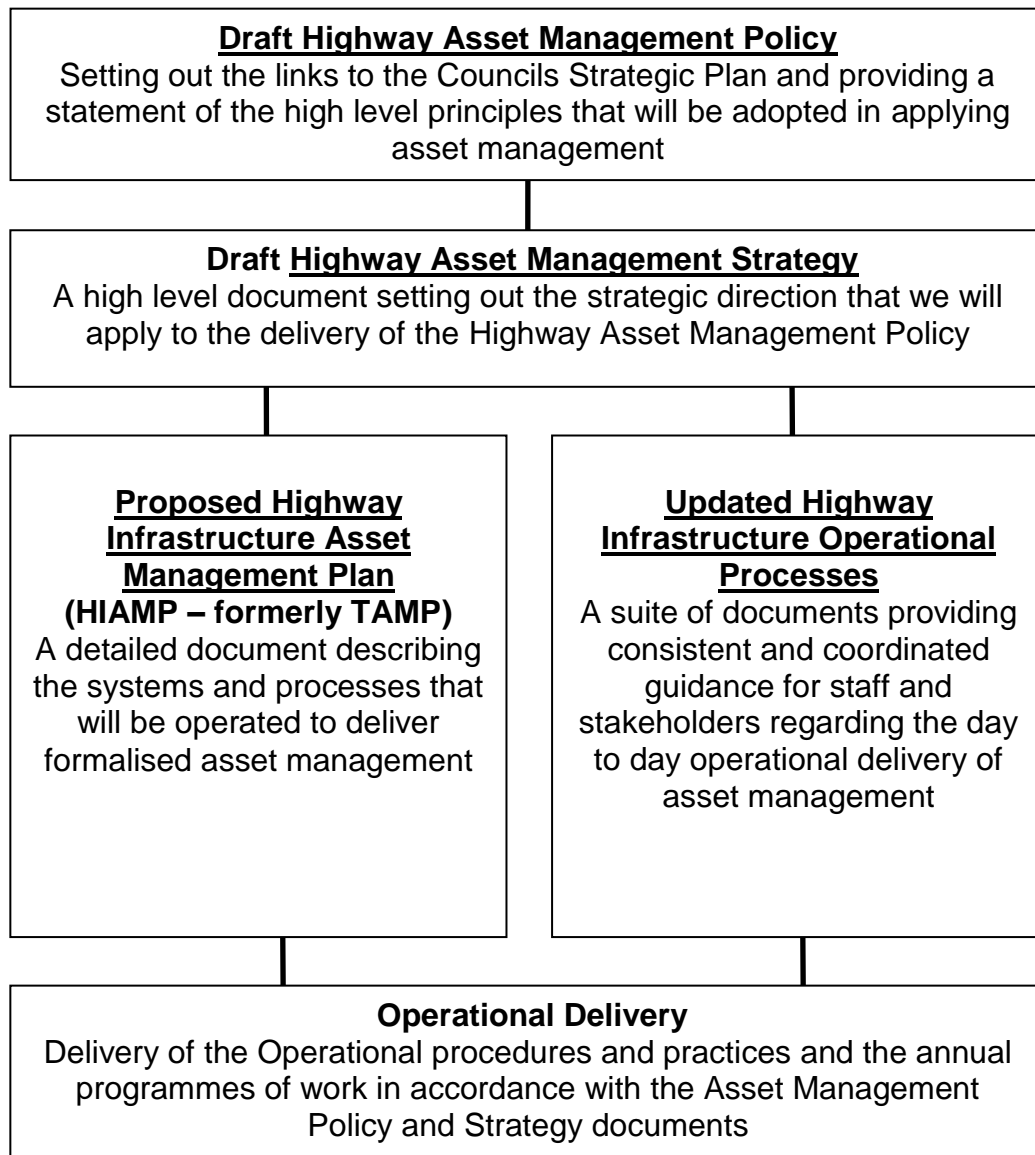 Draft Highway Asset Management Policy
Setting out the links to the Councils Strategic Plan and providing a
statement of the high level principles that will be adopted in applying
asset management
Draft Highway Asset Management Strategy
A high level document setting out the strategic direction that we will
apply to the delivery of the Highway Asset Management Policy
Proposed Highway
Infrastructure Asset
Management Plan
(HIAMP – formerly TAMP)
A detailed document describing
the systems and processes that
will be operated to deliver
formalised asset management
Updated Highway
Infrastructure Operational
Processes
A suite of documents providing
consistent and coordinated
guidance for staff and
stakeholders regarding the day
to day operational delivery of
asset management
Operational Delivery
Delivery of the Operational procedures and practices and the annual
programmes of work in accordance with the Asset Management
Policy and Strategy documents